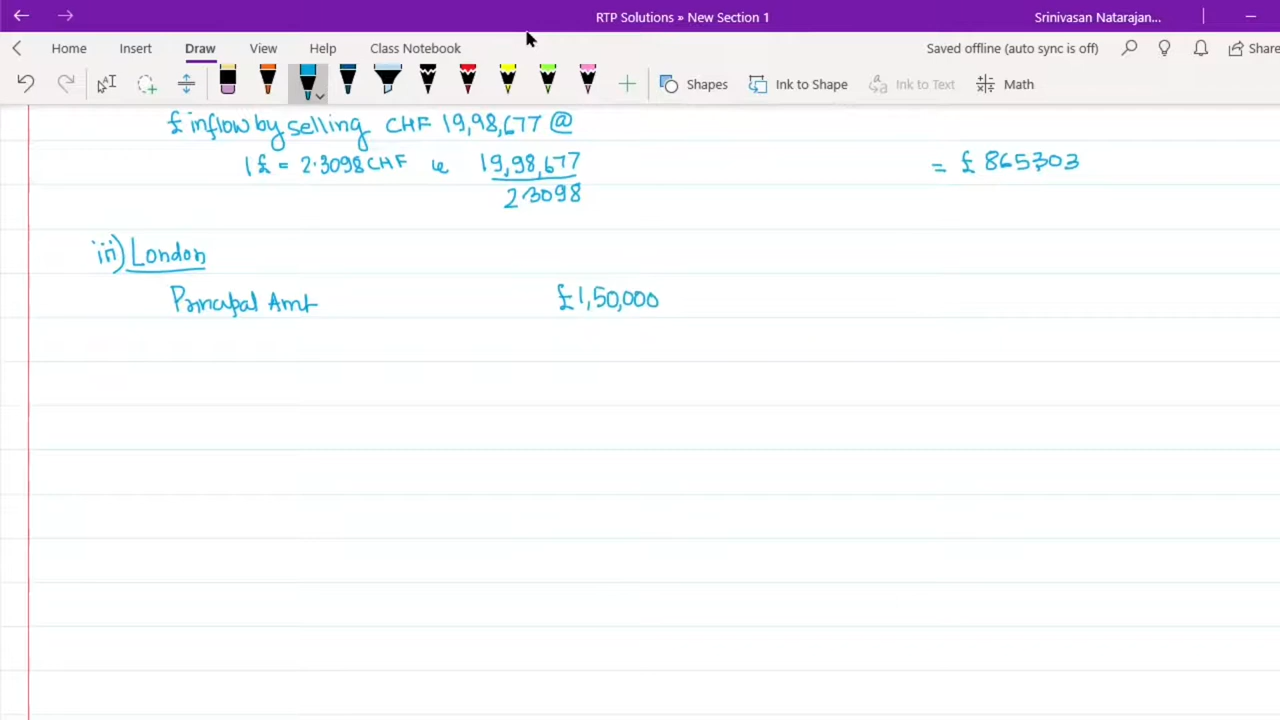 RTP Solutions » New Section 1 Srinivasan Natarajan...
Home Insert Draw View Help Class Notebook Saved offline (auto sync is off) Share
Shapes Ink to Shape Ink to Text Math
£ inflow by selling CHF 19,98,677 @
1£ = 2.3098 CHF ie 19,98,677 = £ 865303
2.3098
iii) London
Principal Amt £1,50,000